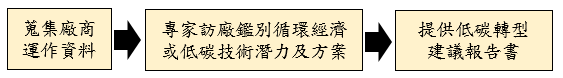 蒐集廠商
運作資料
專家訪廠鑑別循環經濟
或低碳技術潛力及方案
提供低碳轉型
建議報告書